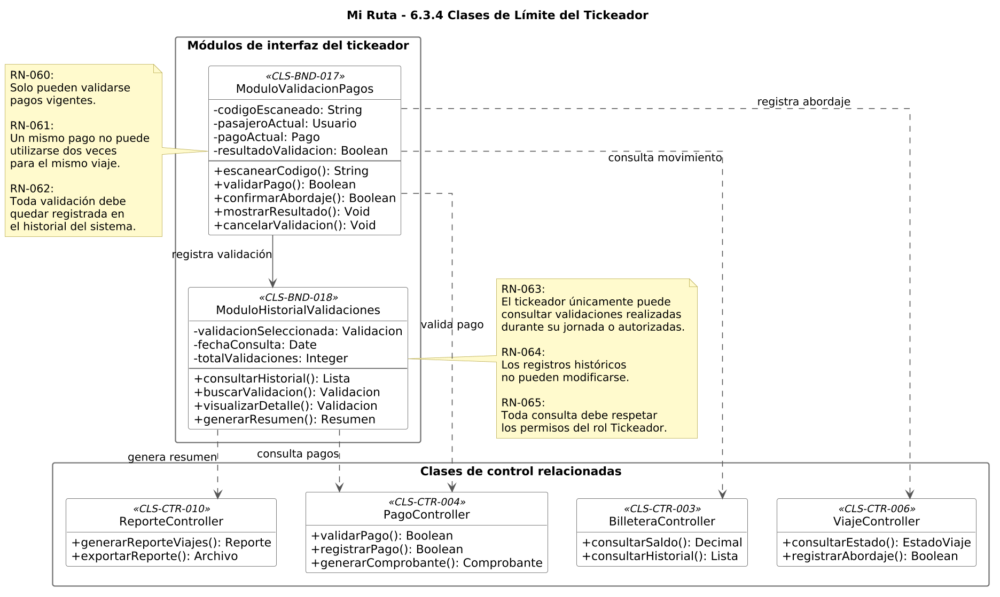 Mi Ruta - 6.3.4 Clases de Límite del Tickeador
Módulos de interfaz del tickeador
RN-060:
Solo pueden validarse
pagos vigentes.
RN-061:
Un mismo pago no puede
utilizarse dos veces
para el mismo viaje.
RN-062:
Toda validación debe
quedar registrada en
el historial del sistema.
«CLS-BND-017»
ModuloValidacionPagos
-codigoEscaneado: String
-pasajeroActual: Usuario
-pagoActual: Pago
-resultadoValidacion: Boolean
+escanearCodigo(): String
+validarPago(): Boolean
+confirmarAbordaje(): Boolean
+mostrarResultado(): Void
+cancelarValidacion(): Void
registra abordaje
consulta movimiento
registra validación
«CLS-BND-018»
ModuloHistorialValidaciones
-validacionSeleccionada: Validacion
-fechaConsulta: Date
-totalValidaciones: Integer
+consultarHistorial(): Lista
+buscarValidacion(): Validacion
+visualizarDetalle(): Validacion
+generarResumen(): Resumen
valida pago
RN-063:
El tickeador únicamente puede
consultar validaciones realizadas
durante su jornada o autorizadas.
RN-064:
Los registros históricos
no pueden modificarse.
RN-065:
Toda consulta debe respetar
los permisos del rol Tickeador.
genera resumen
consulta pagos
Clases de control relacionadas
«CLS-CTR-010»
ReporteController
+generarReporteViajes(): Reporte
+exportarReporte(): Archivo
«CLS-CTR-004»
PagoController
+validarPago(): Boolean
+registrarPago(): Boolean
+generarComprobante(): Comprobante
«CLS-CTR-003»
BilleteraController
+consultarSaldo(): Decimal
+consultarHistorial(): Lista
«CLS-CTR-006»
ViajeController
+consultarEstado(): EstadoViaje
+registrarAbordaje(): Boolean